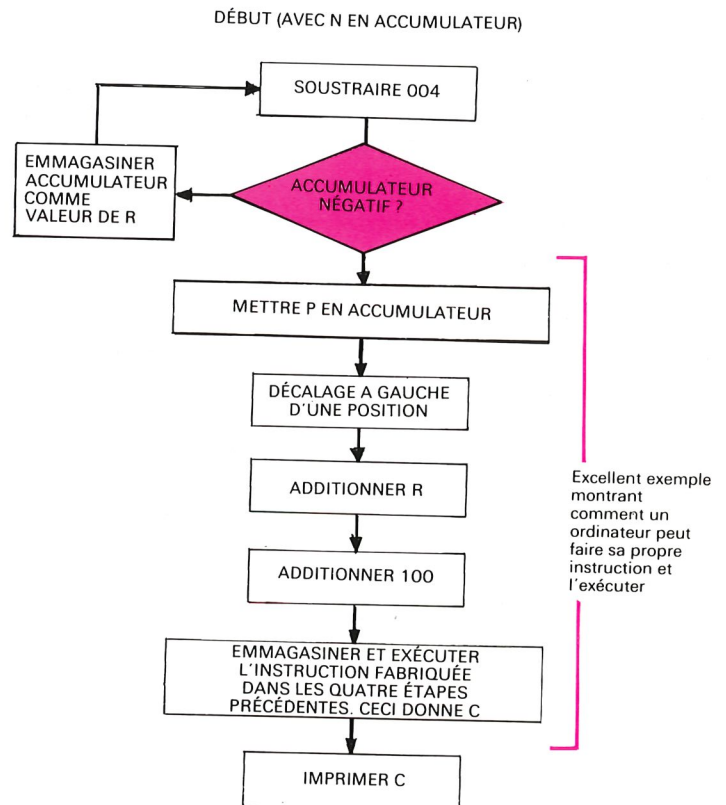 DÉBUT (AVEC N EN ACCUMULATEUR)
SOUSTRAIRE 004
EMMAGASINER
ACCUMULATEUR
COMME
VALEUR DE R
ACCUMULATEUR
NÉGATIF ?
METTRE P EN ACCUMULATEUR
DÉCALAGE A GAUCHE
D'UNE POSITION
ADDITIONNER R
ADDITIONNER 100
Excellent exemple
montrant
comment un
ordinateur peut
faire sa propre
instruction et
l'exécuter
EMMAGASINER ET EXÉCUTER
L'INSTRUCTION FABRIQUÉE
DANS LES QUATRE ÉTAPES
PRÉCÉDENTES. CECI DONNE C
IMPRIMER C